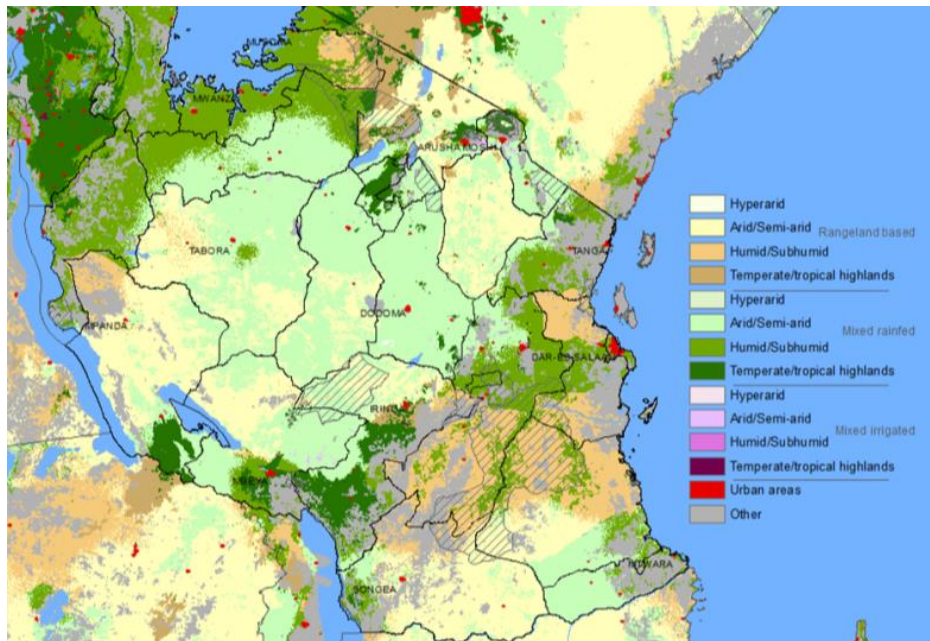 MWANZA
ARUSHA MOSHI
TABORA
TANGA
MPANDA
DODOMA
DAR-ES-SALAAM
IRINGA
MBEYA
MTWARA
SONGEA
Hyperarid
Arid/Semi-arid
Rangeland based
Humid/Subhumid
Temperate/tropical highlands
Hyperarid
Arid/Semi-arid
Mixed rainfed
Humid/Subhumid
Temperate/tropical highlands
Hyperarid
Arid/Semi-arid
Mixed irrigated
Humid/Subhumid
Temperate/tropical highlands
Urban areas
Other